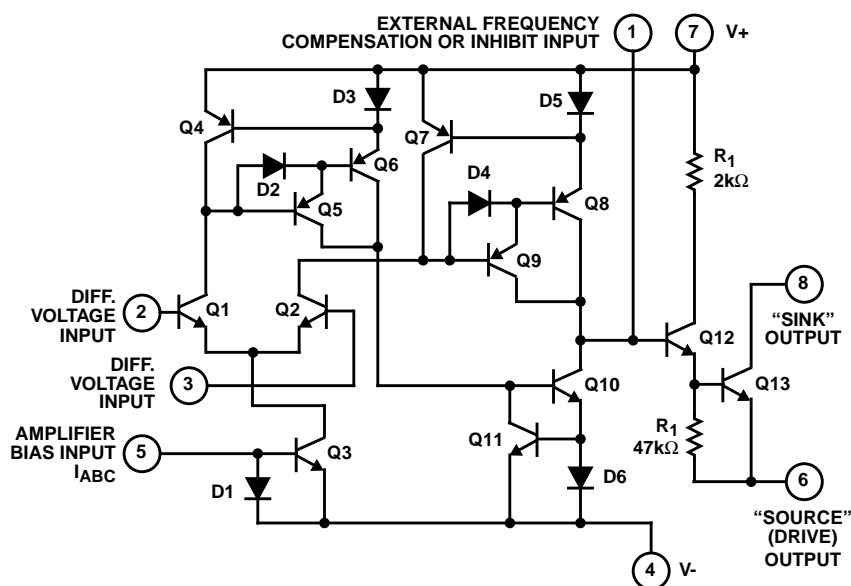 EXTERNAL FREQUENCY
COMPENSATION OR INHIBIT INPUT
1
7
V+
D3
D5
Q4
Q7
Q6
R1
2kΩ
D2
D4
Q5
Q8
Q9
8
"SINK"
OUTPUT
DIFF.
VOLTAGE
INPUT
2
Q1
Q2
Q12
DIFF.
VOLTAGE
INPUT
3
Q10
Q13
AMPLIFIER
BIAS INPUT
IABC
5
Q3
Q11
R1
47kΩ
D1
D6
6
"SOURCE"
(DRIVE)
OUTPUT
4
V-